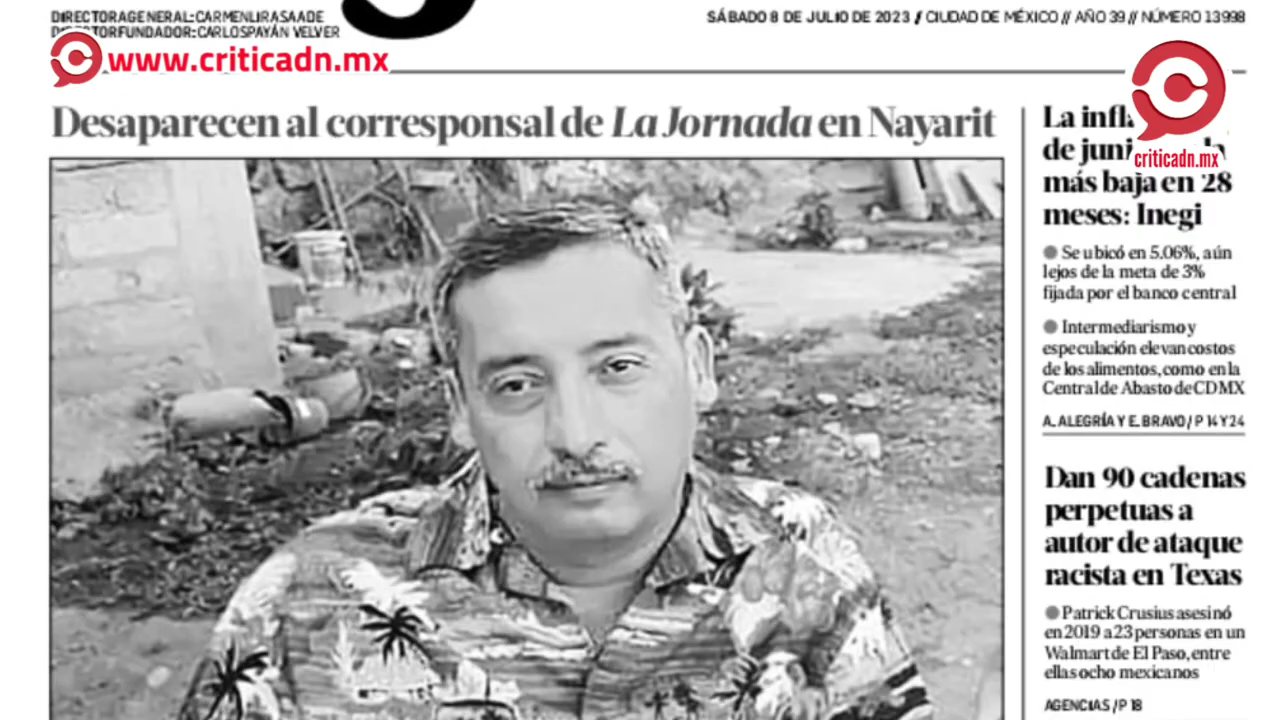 DIRECTORA GENERAL: CARMEN LIRA SAADE
DIRECTOR FUNDADOR: CARLOS PAYÁN VELVER
SÁBADO 8 DE JULIO DE 2023 // CIUDAD DE MÉXICO // AÑO 39 // NÚMERO 13998
www.criticadn.mx
criticadn.mx
Desaparecen al corresponsal de La Jornada en Nayarit
La
de
más baja en 28
meses: Inegi
Se ubicó en 5.06%, aún
lejos de la meta de 3%
fijada por el banco central
Intermediarismo y
especulación elevan costos
de los alimentos, como en la
Central de Abasto de CDMX
A. ALEGRÍA Y E. BRAVO / P 14 Y 24
Dan 90 cadenas
perpetuas a
autor de ataque
racista en Texas
Patrick Crusius asesinó
en 2019 a 23 personas en un
Walmart de El Paso, entre
ellas ocho mexicanos
AGENCIAS / P 18